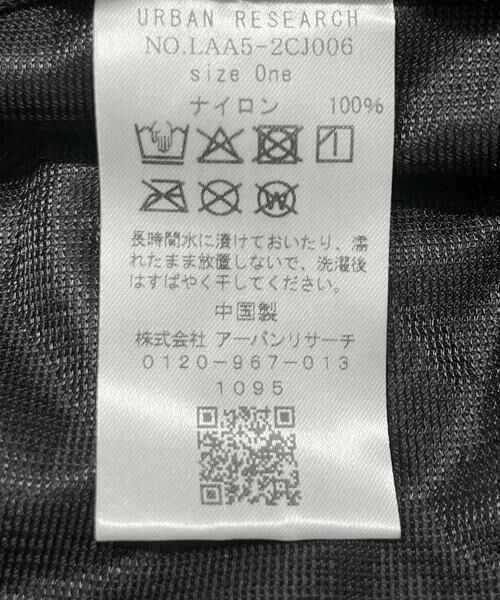 URBAN RESEARCH
NO.LAA5-2CJ006
size One
ナイロン 100%
長時間水に漬けておいたり、濡
れたまま放置しないで、洗濯後
はすばやく干してください。
中国製
株式会社 アーバンリサーチ
0120-967-013
1095